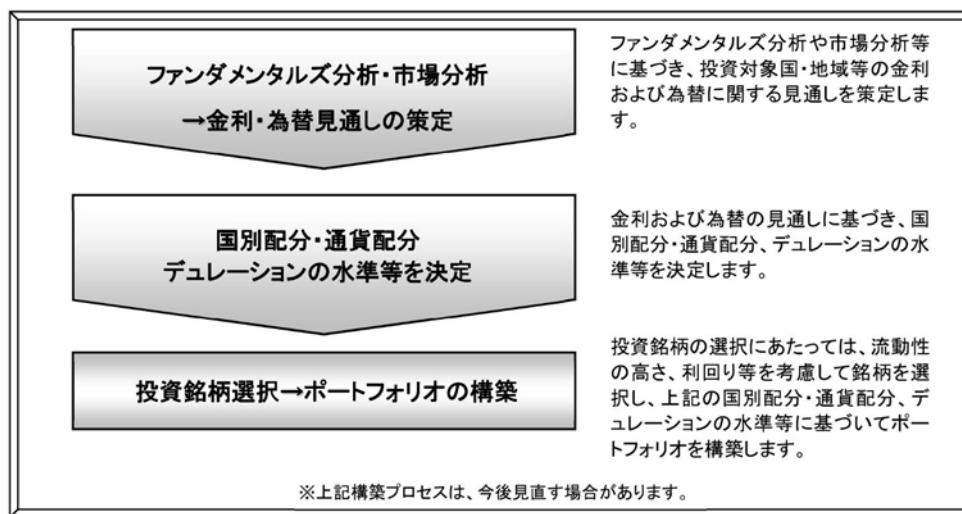 ファンダメンタルズ分析・市場分析
→金利・為替見通しの策定
ファンダメンタルズ分析や市場分析等
に基づき、投資対象国・地域等の金利
および為替に関する見通しを策定しま
す。
国別配分・通貨配分
デュレーションの水準等を決定
金利および為替の見通しに基づき、国
別配分・通貨配分、デュレーションの水
準等を決定します。
投資銘柄選択→ポートフォリオの構築
投資銘柄の選択にあたっては、流動性
の高さ、利回り等を考慮して銘柄を選
択し、上記の国別配分・通貨配分、デ
ュレーションの水準等に基づいてポー
トフォリオを構築します。
※上記構築プロセスは、今後見直す場合があります。